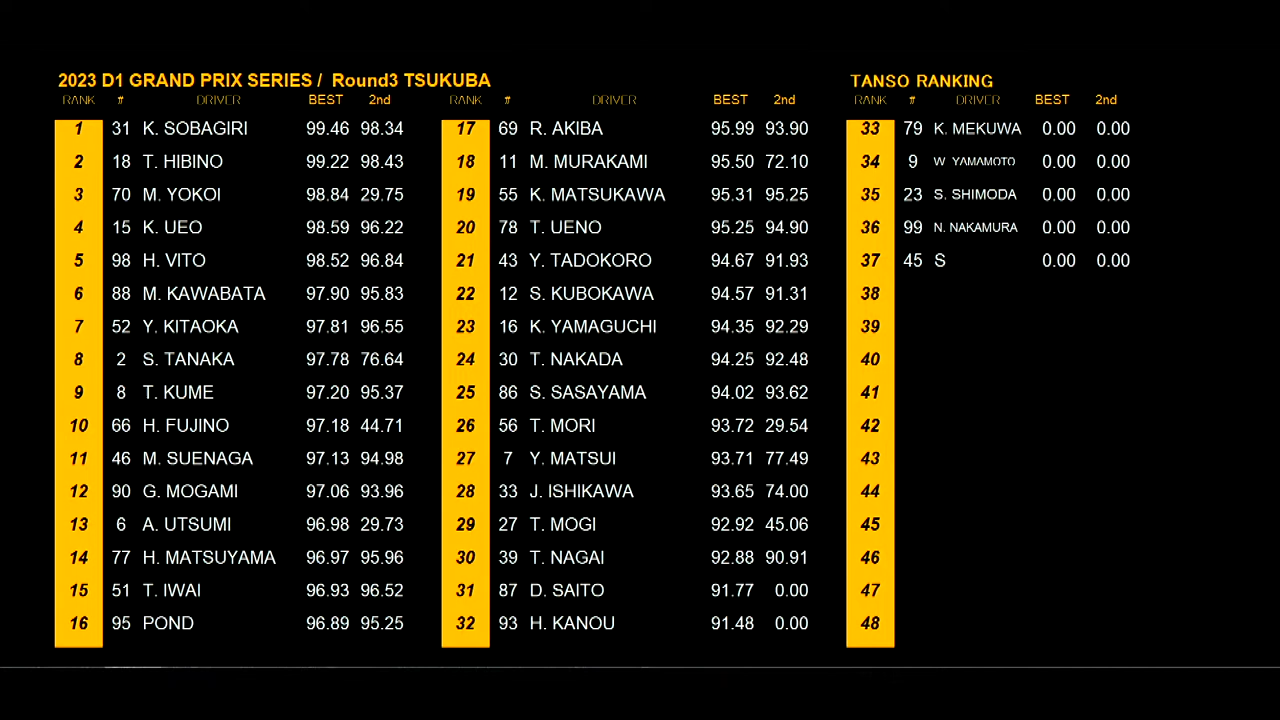 2023 D1 GRAND PRIX SERIES / Round3 TSUKUBA
TANSO RANKING
RANK # DRIVER BEST 2nd
1 31 K. SOBAGIRI 99.46 98.34
2 18 T. HIBINO 99.22 98.43
3 70 M. YOKOI 98.84 29.75
4 15 K. UEO 98.59 96.22
5 98 H. VITO 98.52 96.84
6 88 M. KAWABATA 97.90 95.83
7 52 Y. KITAOKA 97.81 96.55
8 2 S. TANAKA 97.78 76.64
9 8 T. KUME 97.20 95.37
10 66 H. FUJINO 97.18 44.71
11 46 M. SUENAGA 97.13 94.98
12 90 G. MOGAMI 97.06 93.96
13 6 A. UTSUMI 96.98 29.73
14 77 H. MATSUYAMA 96.97 95.96
15 51 T. IWAI 96.93 96.52
16 95 POND 96.89 95.25
RANK # DRIVER BEST 2nd
17 69 R. AKIBA 95.99 93.90
18 11 M. MURAKAMI 95.50 72.10
19 55 K. MATSUKAWA 95.31 95.25
20 78 T. UENO 95.25 94.90
21 43 Y. TADOKORO 94.67 91.93
22 12 S. KUBOKAWA 94.57 91.31
23 16 K. YAMAGUCHI 94.35 92.29
24 30 T. NAKADA 94.25 92.48
25 86 S. SASAYAMA 94.02 93.62
26 56 T. MORI 93.72 29.54
27 7 Y. MATSUI 93.71 77.49
28 33 J. ISHIKAWA 93.65 74.00
29 27 T. MOGI 92.92 45.06
30 39 T. NAGAI 92.88 90.91
31 87 D. SAITO 91.77 0.00
32 93 H. KANOU 91.48 0.00
RANK # DRIVER BEST 2nd
33 79 K. MEKUWA 0.00 0.00
34 9 W. YAMAMOTO 0.00 0.00
35 23 S. SHIMODA 0.00 0.00
36 99 N. NAKAMURA 0.00 0.00
37 45 S 0.00 0.00
38
39
40
41
42
43
44
45
46
47
48